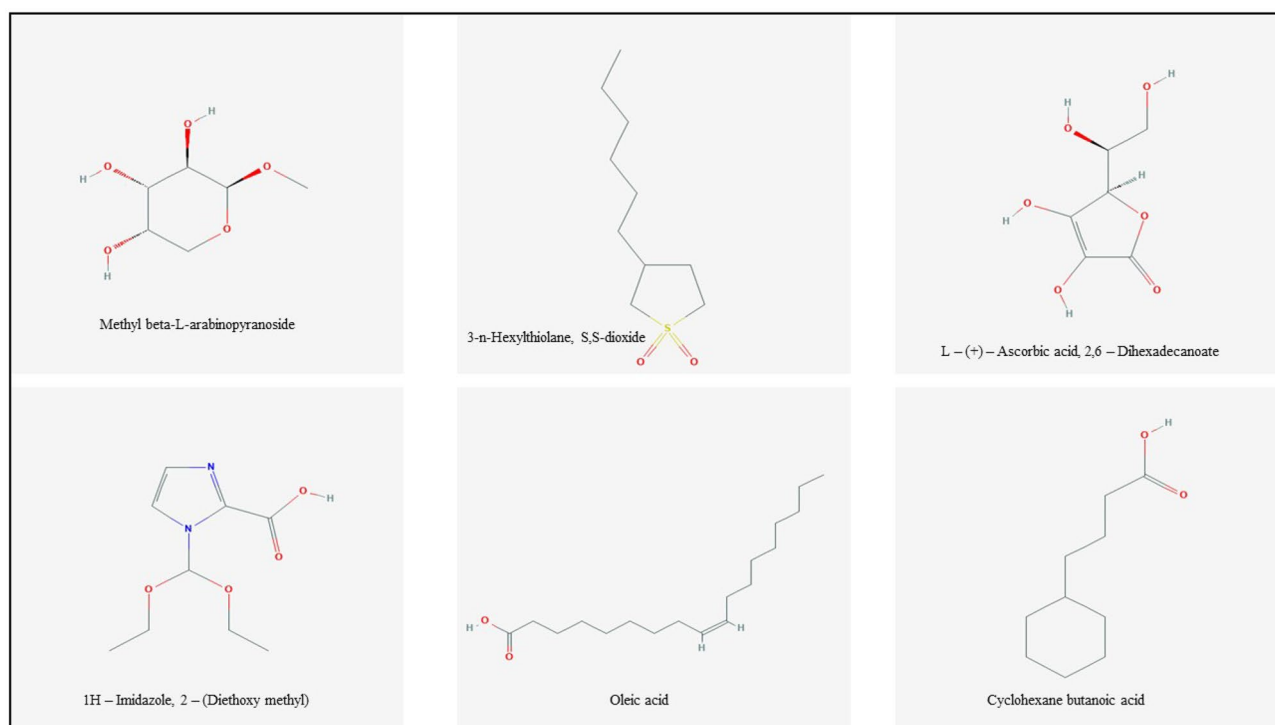 H
O
H
O
O
H
O
O
Methyl beta-L-arabinopyranoside
S
O
O
3-n-Hexylthiolane, S,S-dioxide
H
O
H
O
H
O
H
O
O
O
H
L – (+) – Ascorbic acid, 2,6 – Dihexadecanoate
N
N
O
H
O
O
O
1H – Imidazole, 2 – (Diethoxy methyl)
H
O
O
H
H
Oleic acid
O
H
O
Cyclohexane butanoic acid